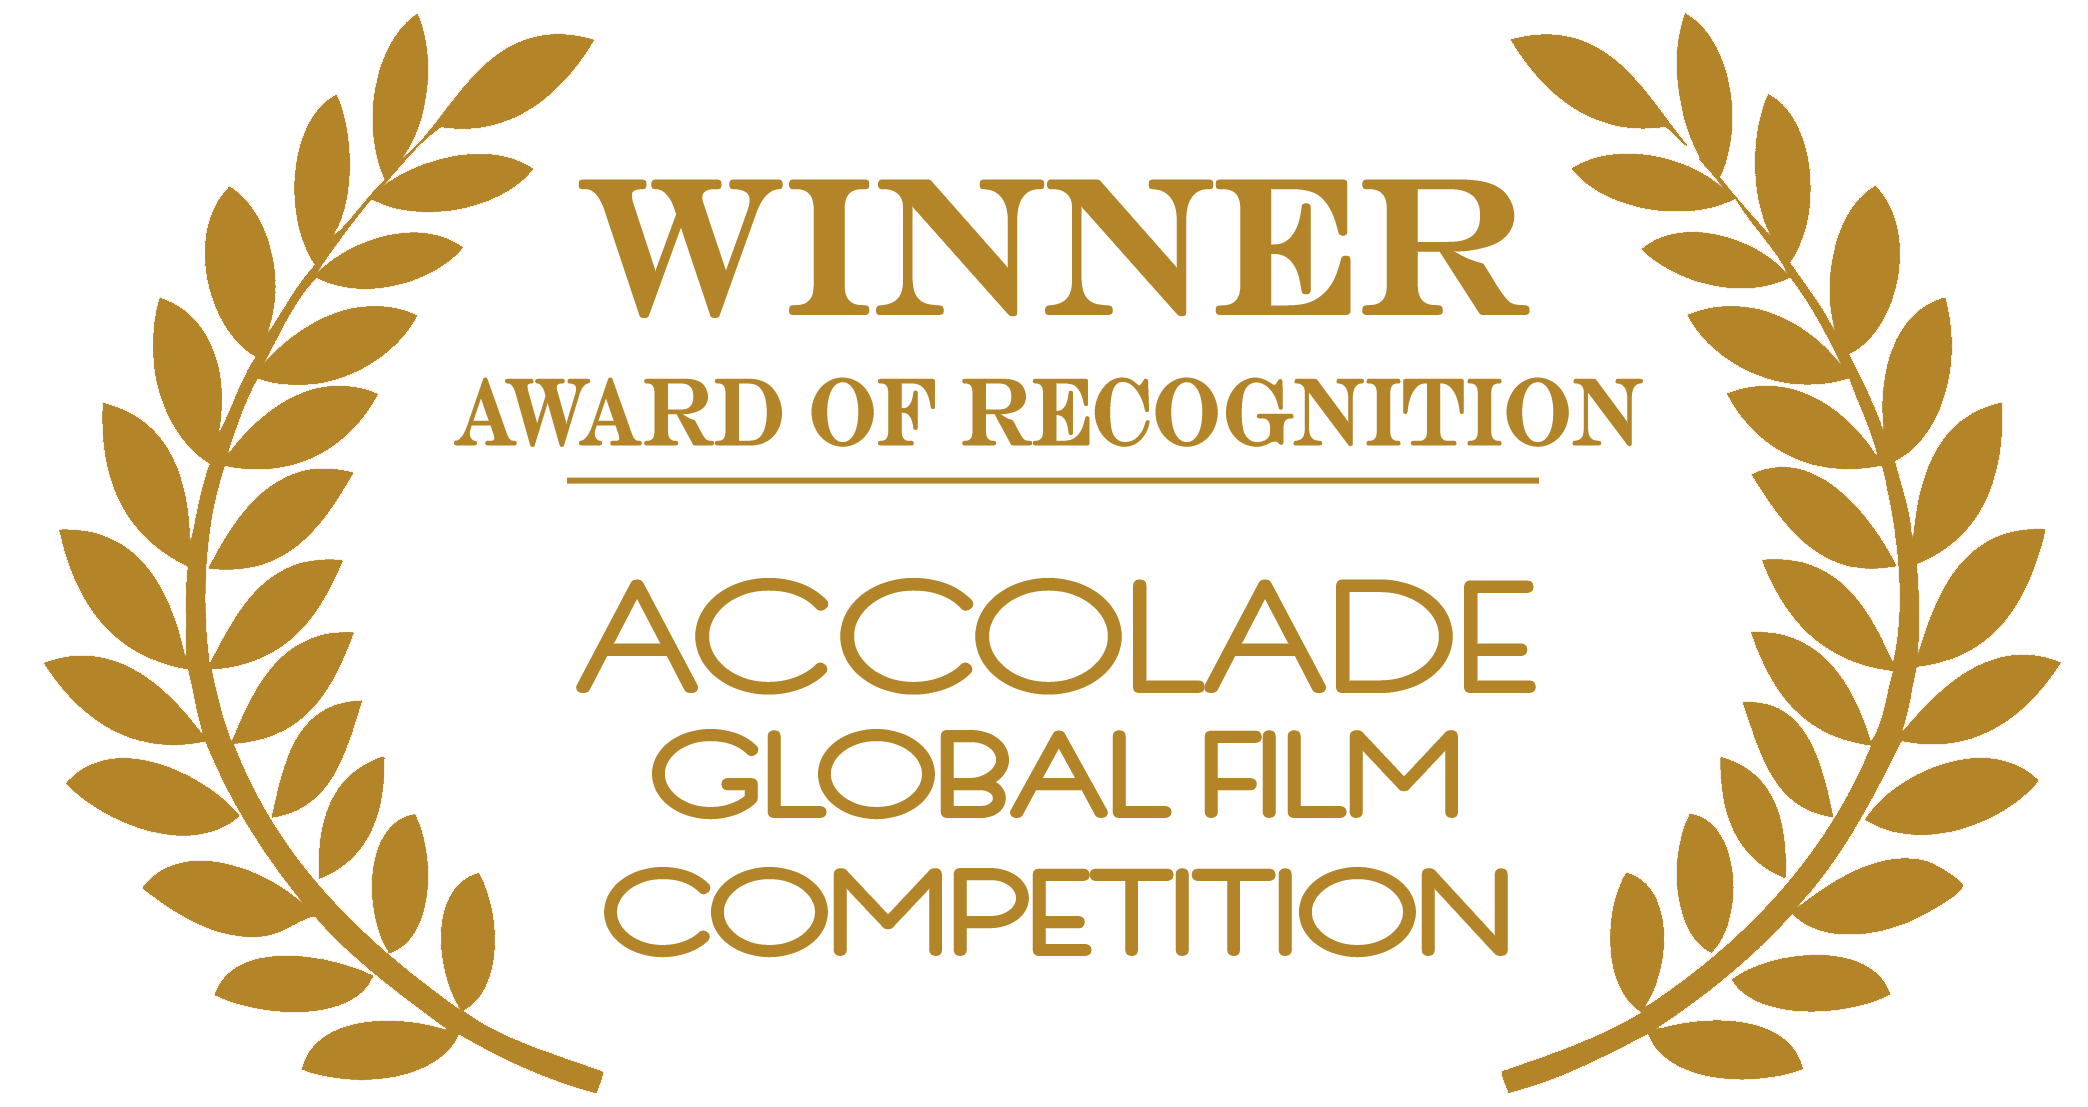 WINNER
AWARD OF RECOGNITION
ACCOLADE
GLOBAL FILM
COMPETITION